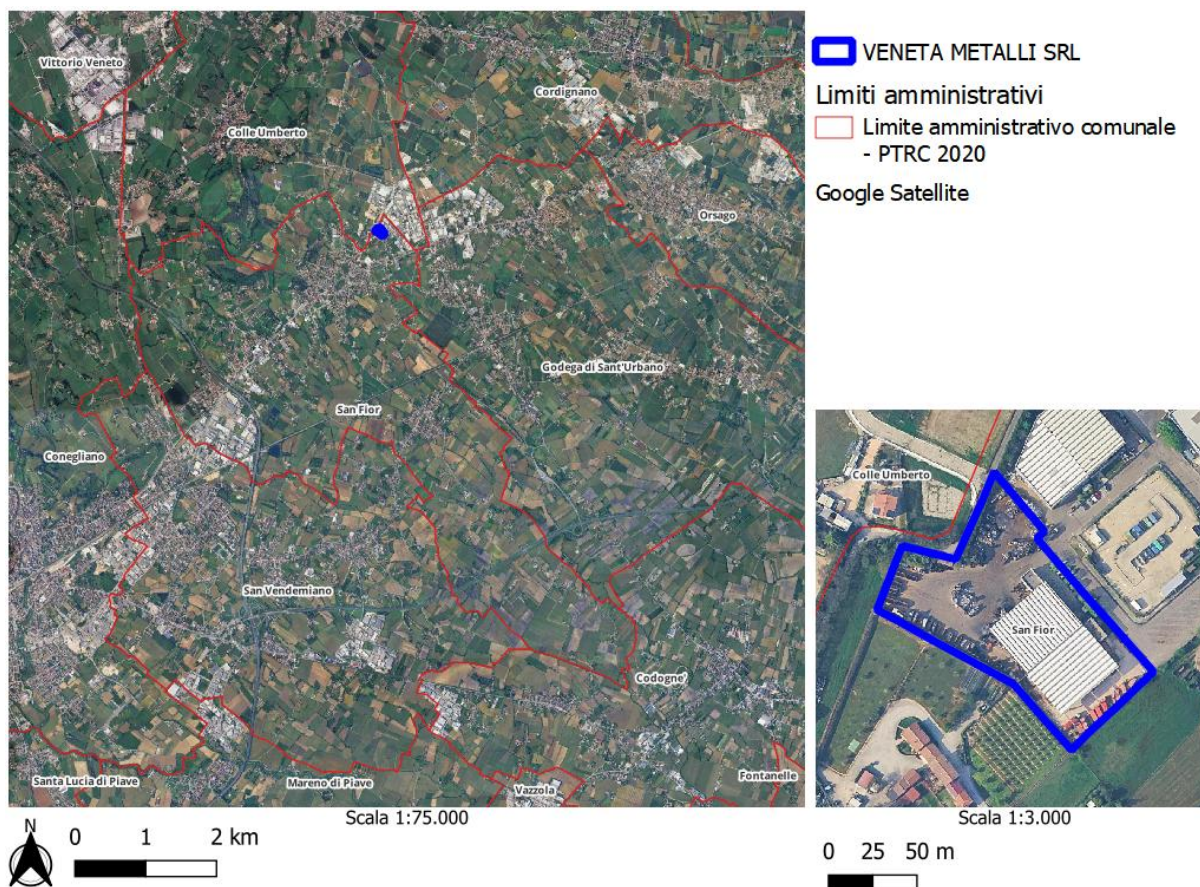 Vittorio Veneto
Cordignano
Colle Umberto
Orsago
Godega di Sant'Urbano
San Fior
Conegliano
San Vendemiano
Codogne'
Santa Lucia di Piave
Mareno di Piave
Vazzola
Fontanelle
Scala 1:75.000
N
0 1 2 km
VENETA METALLI SRL
Limiti amministrativi
Limite amministrativo comunale
- PTRC 2020
Google Satellite
Colle Umberto
San Fior
Scala 1:3.000
0 25 50 m